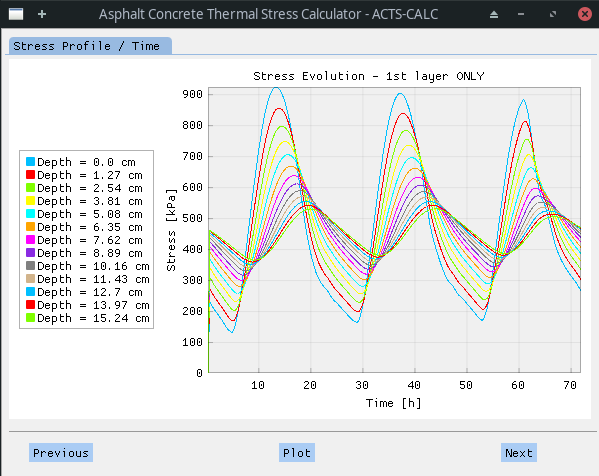 Asphalt Concrete Thermal Stress Calculator - ACTS-CALC
Stress Profile / Time
Stress Evolution - 1st layer ONLY
900
800
700
600
500
400
300
200
100
0
Stress [kPa]
Depth = 0.0 cm
Depth = 1.27 cm
Depth = 2.54 cm
Depth = 3.81 cm
Depth = 5.08 cm
Depth = 6.35 cm
Depth = 7.62 cm
Depth = 8.89 cm
Depth = 10.16 cm
Depth = 11.43 cm
Depth = 12.7 cm
Depth = 13.97 cm
Depth = 15.24 cm
10 20 30 40 50 60 70
Time [h]
Previous Plot Next